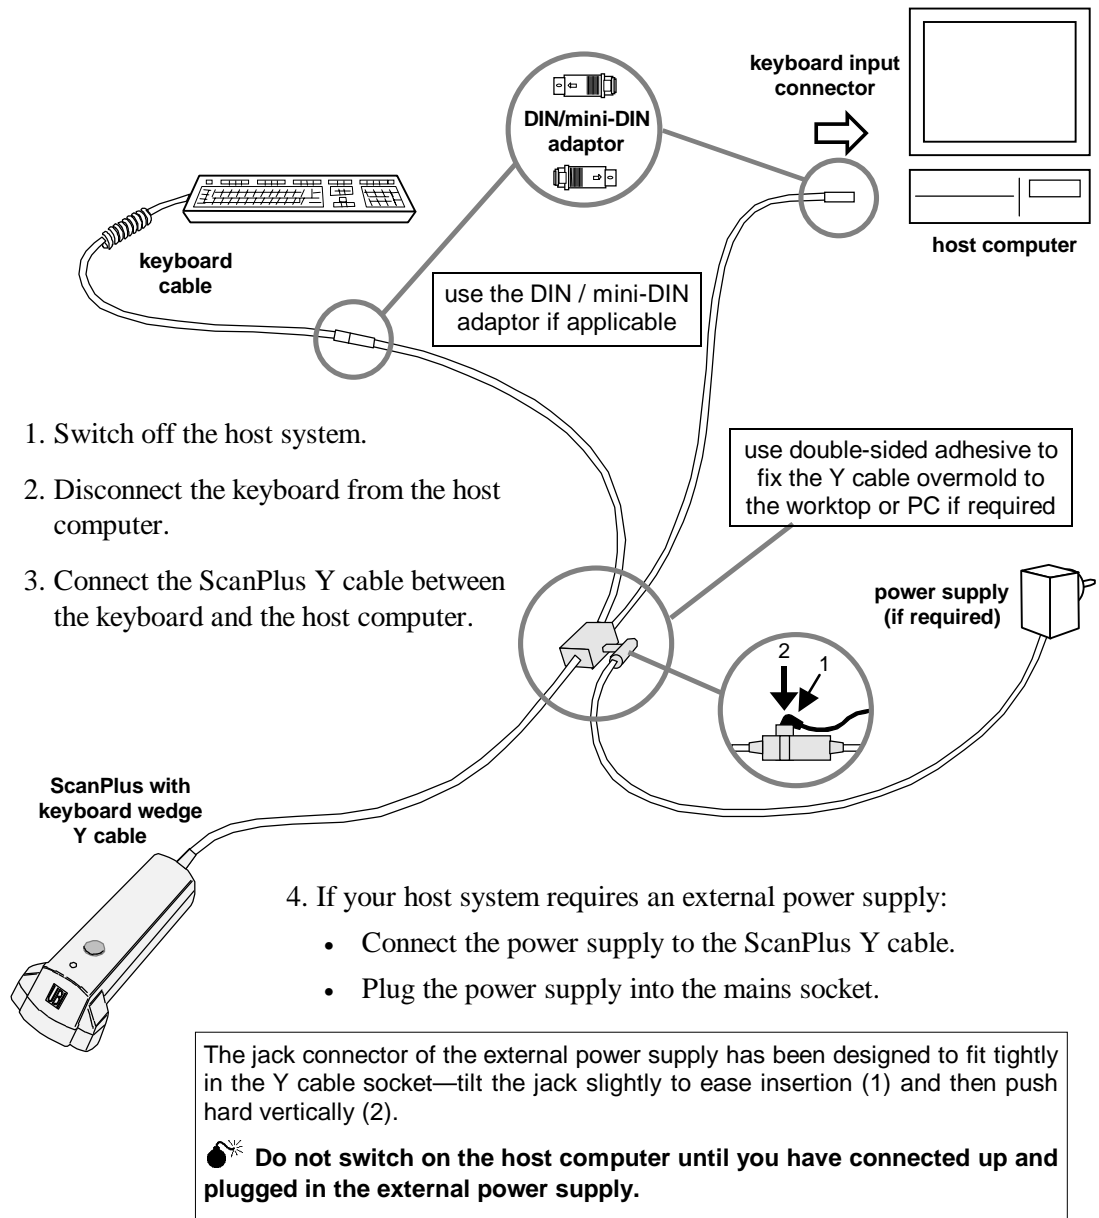 keyboard input
connector
DIN/mini-DIN
adaptor
host computer
keyboard
cable
use the DIN / mini-DIN
adaptor if applicable
1. Switch off the host system.
2. Disconnect the keyboard from the host
computer.
3. Connect the ScanPlus Y cable between
the keyboard and the host computer.
use double-sided adhesive to
fix the Y cable overmold to
the worktop or PC if required
power supply
(if required)
2
1
ScanPlus with
keyboard wedge
Y cable
4. If your host system requires an external power supply:
• Connect the power supply to the ScanPlus Y cable.
• Plug the power supply into the mains socket.
The jack connector of the external power supply has been designed to fit tightly
in the Y cable socket—tilt the jack slightly to ease insertion (1) and then push
hard vertically (2).
Do not switch on the host computer until you have connected up and
plugged in the external power supply.